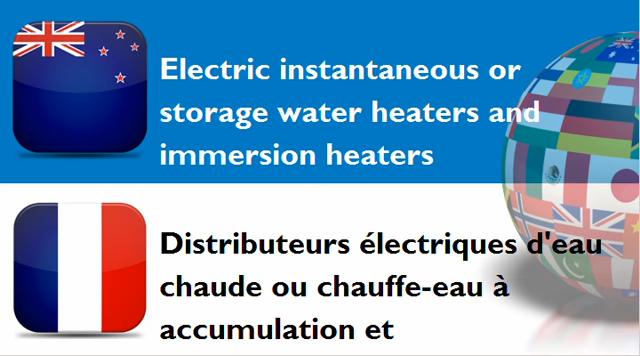 Electric instantaneous or
storage water heaters and
immersion heaters
Distributeurs électriques d'eau
chaude ou chauffe-eau à
accumulation et